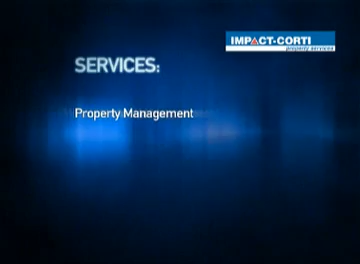 IMPACT-CORTI
property services
SERVICES:
Property Management